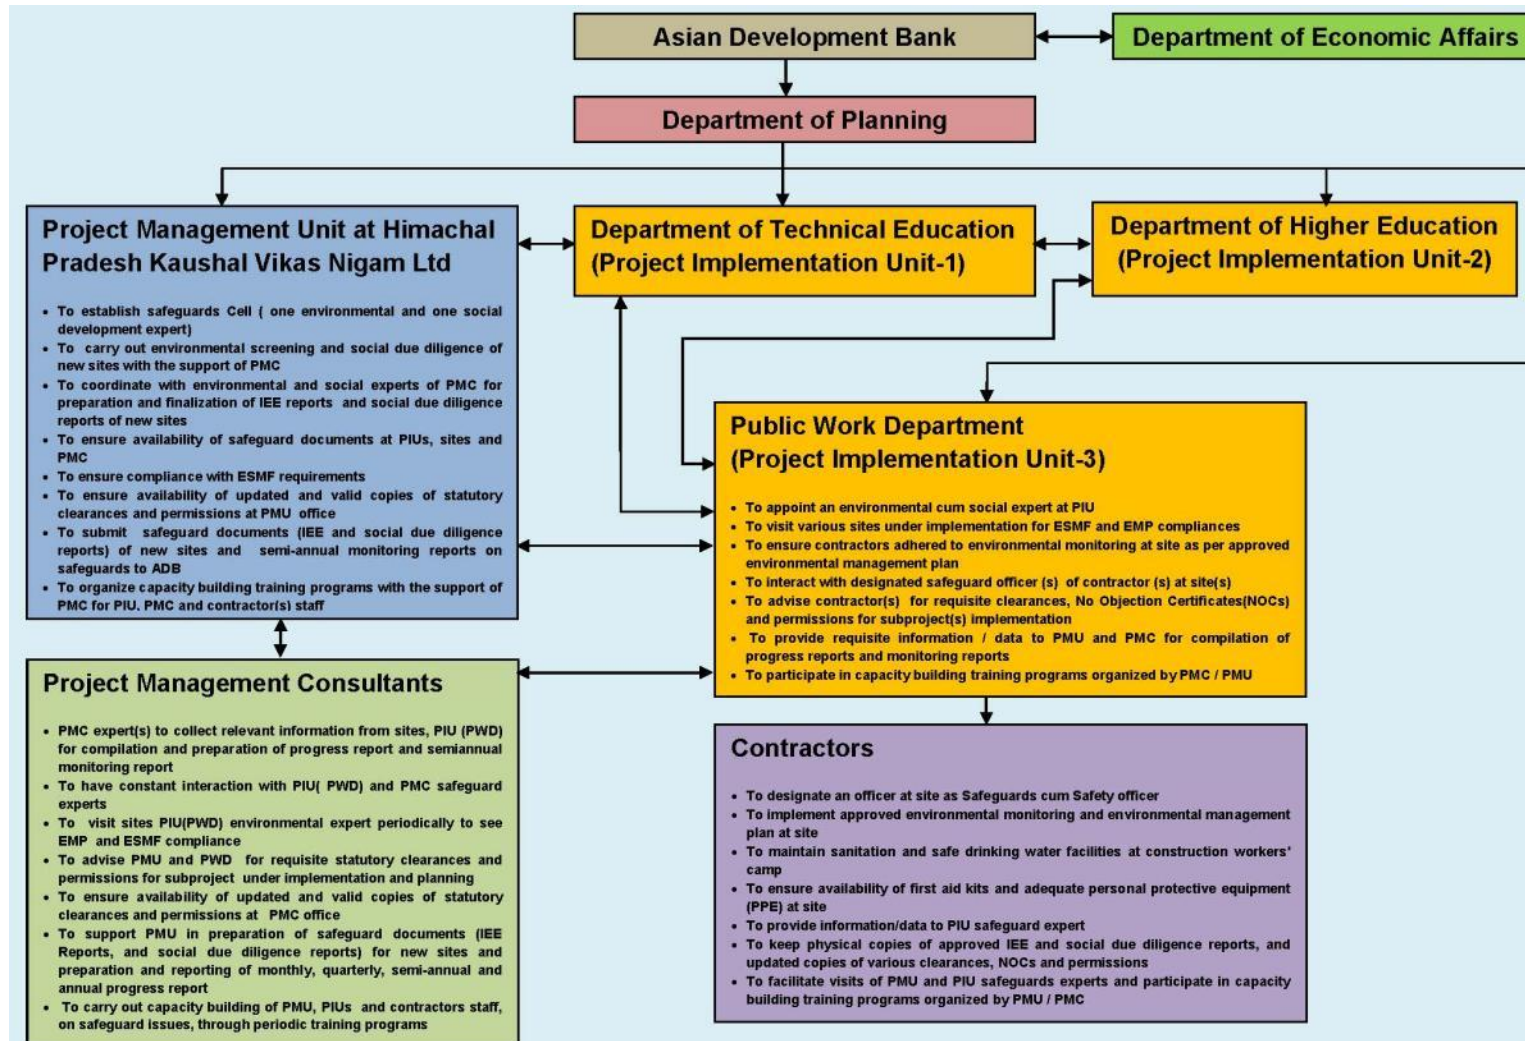 Asian Development Bank
Department of Economic Affairs
Department of Planning
Project Management Unit at Himachal
Pradesh Kaushal Vikas Nigam Ltd
• To establish safeguards Cell ( one environmental and one social
development expert)
• To carry out environmental screening and social due diligence of
new sites with the support of PMC
• To coordinate with environmental and social experts of PMC for
preparation and finalization of IEE reports and social due diligence
reports of new sites
• To ensure availability of safeguard documents at PIUs, sites and
PMC
• To ensure compliance with ESMF requirements
• To ensure availability of updated and valid copies of statutory
clearances and permissions at PMU office
• To submit safeguard documents (IEE and social due diligence
reports) of new sites and semi-annual monitoring reports on
safeguards to ADB
• To organize capacity building training programs with the support of
PMC for PIU, PMC and contractor(s) staff
Department of Technical Education
(Project Implementation Unit-1)
Department of Higher Education
(Project Implementation Unit-2)
Public Work Department
(Project Implementation Unit-3)
• To appoint an environmental cum social expert at PIU
• To visit various sites under implementation for ESMF and EMP compliances
• To ensure contractors adhered to environmental monitoring at site as per approved
environmental management plan
• To interact with designated safeguard officer (s) of contractor (s) at site(s)
• To advise contractor(s) for requisite clearances, No Objection Certificates(NOCs)
and permissions for subproject(s) implementation
• To provide requisite information / data to PMU and PMC for compilation of
progress reports and monitoring reports
• To participate in capacity building training programs organized by PMC / PMU
Project Management Consultants
• PMC expert(s) to collect relevant information from sites, PIU (PWD)
for compilation and preparation of progress report and semiannual
monitoring report
• To have constant interaction with PIU( PWD) and PMC safeguard
experts
• To visit sites PIU(PWD) environmental expert periodically to see
EMP and ESMF compliance
• To advise PMU and PWD for requisite statutory clearances and
permissions for subproject under implementation and planning
• To ensure availability of updated and valid copies of statutory
clearances and permissions at PMC office
• To support PMU in preparation of safeguard documents (IEE
Reports, and social due diligence reports) for new sites and
preparation and reporting of monthly, quarterly, semi-annual and
annual progress report
• To carry out capacity building of PMU, PIUs and contractors staff,
on safeguard issues, through periodic training programs
Contractors
• To designate an officer at site as Safeguards cum Safety officer
• To implement approved environmental monitoring and environmental management
plan at site
• To maintain sanitation and safe drinking water facilities at construction workers'
camp
• To ensure availability of first aid kits and adequate personal protective equipment
(PPE) at site
• To provide information/data to PIU safeguard expert
• To keep physical copies of approved IEE and social due diligence reports, and
updated copies of various clearances, NOCs and permissions
• To facilitate visits of PMU and PIU safeguards experts and participate in capacity
building training programs organized by PMU / PMC